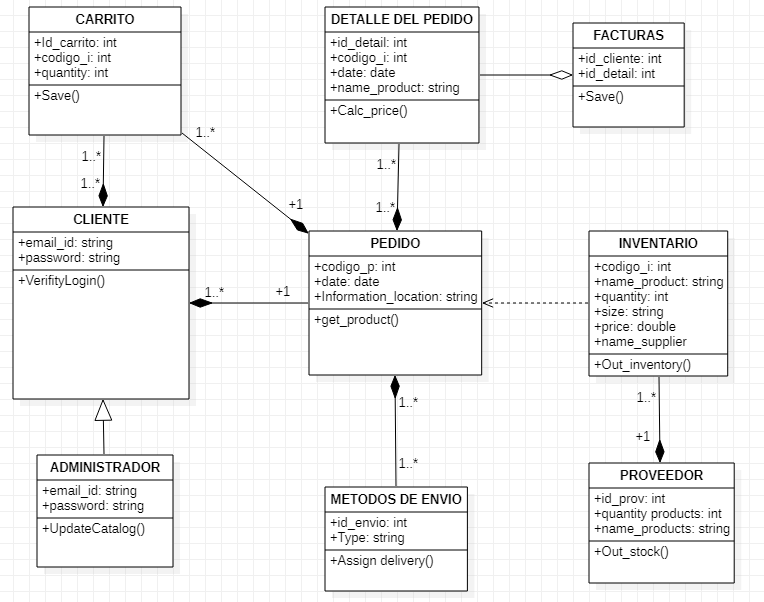 CARRITO
+Id_carrito: int
+codigo_i: int
+quantity: int
+Save()
DETALLE DEL PEDIDO
+id_detail: int
+codigo_i: int
+date: date
+name_product: string
+Calc_price()
FACTURAS
+id_cliente: int
+id_detail: int
+Save()
1..*
1..*
1..*
+1
1..*
1..*
CLIENTE
+email_id: string
+password: string
+VerifityLogin()
1..*
+1
PEDIDO
+codigo_p: int
+date: date
+Information_location: string
+get_product()
INVENTARIO
+codigo_i: int
+name_product: string
+quantity: int
+size: string
+price: double
+name_supplier
+Out_inventory()
1..*
1..*
1..*
+1
ADMINISTRADOR
+email_id: string
+password: string
+UpdateCatalog()
METODOS DE ENVIO
+id_envio: int
+Type: string
+Assign delivery()
PROVEEDOR
+id_prov: int
+quantity products: int
+name_products: string
+Out_stock()